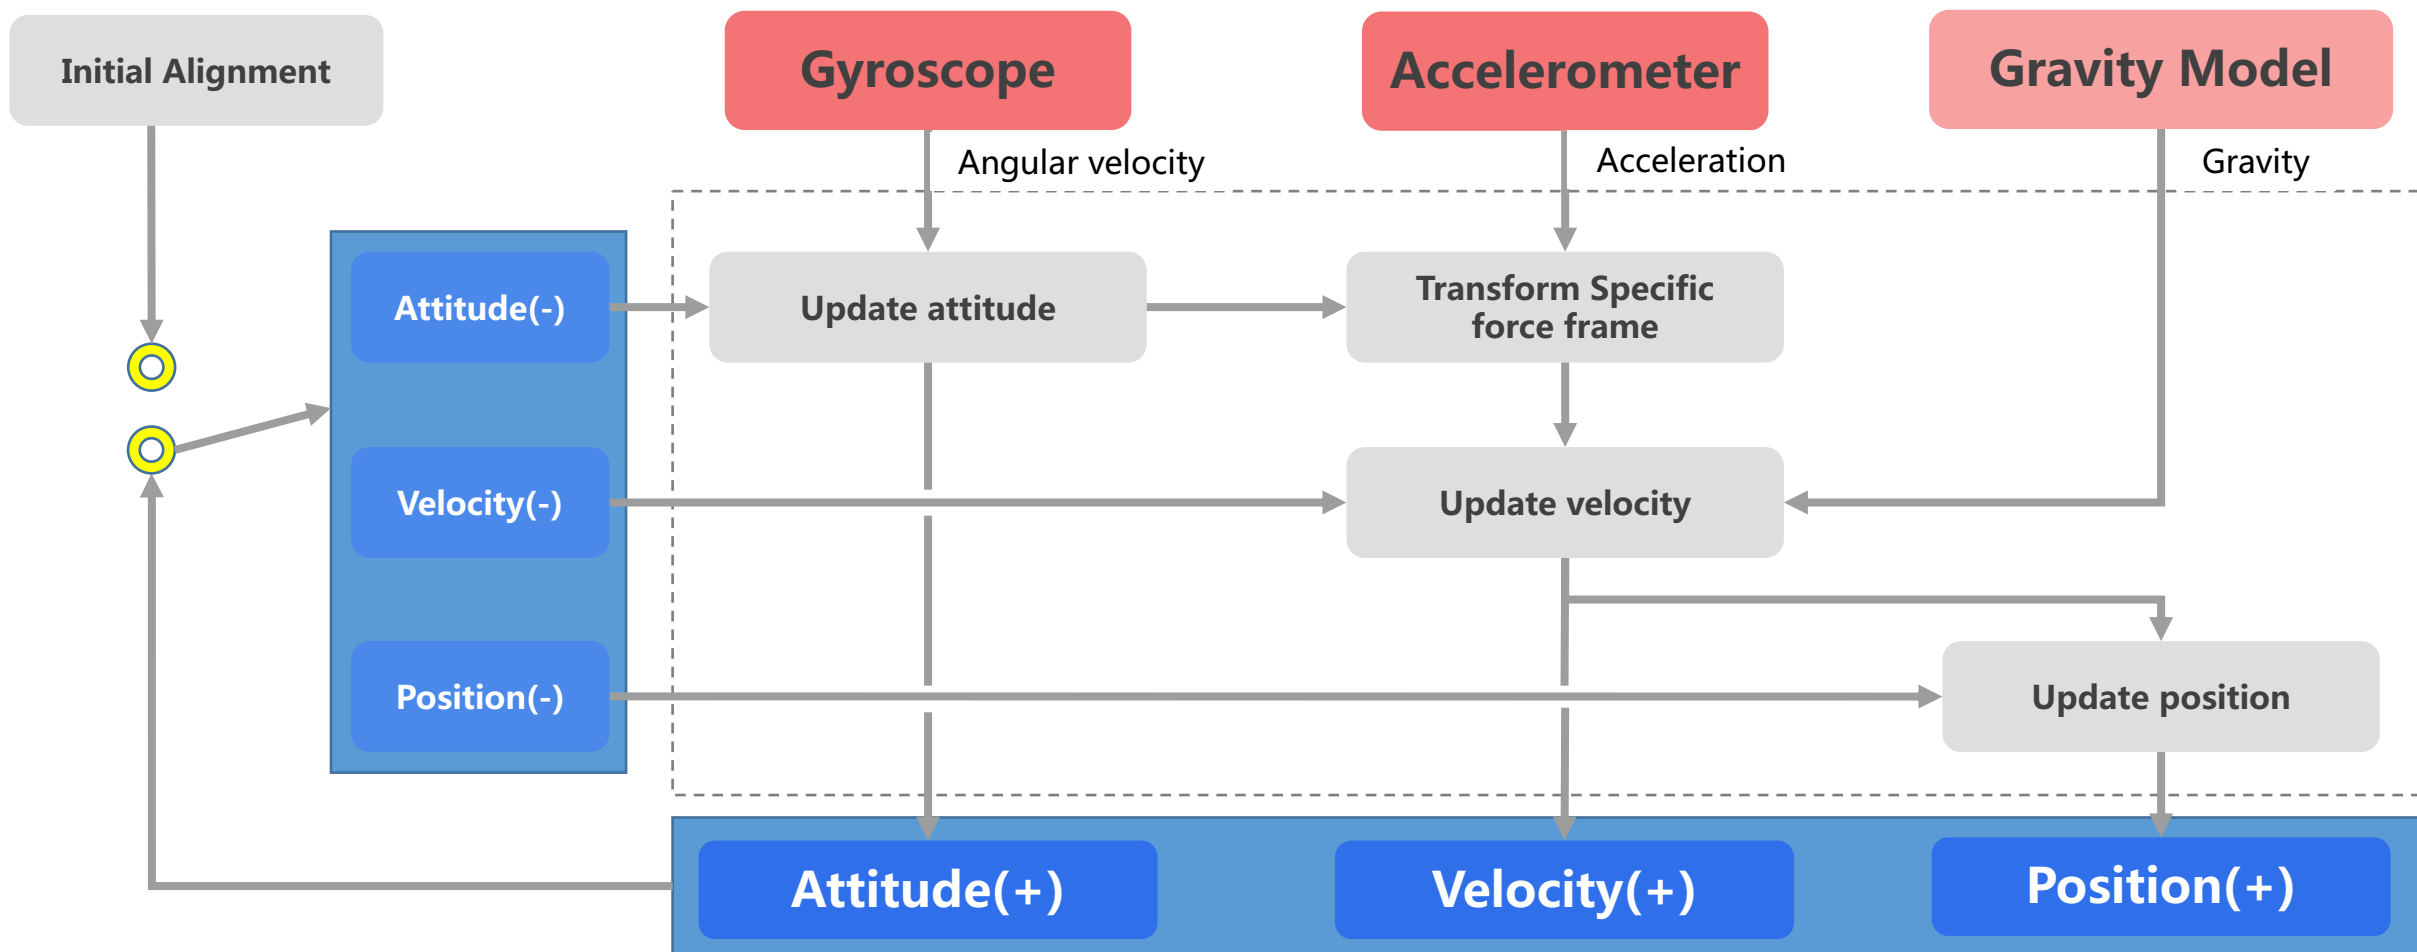 Initial Alignment
Gyroscope
Accelerometer
Gravity Model
Angular velocity
Acceleration
Gravity
Attitude(-)
Update attitude
Transform Specific
force frame
Velocity(-)
Update velocity
Position(-)
Update position
Attitude(+)
Velocity(+)
Position(+)